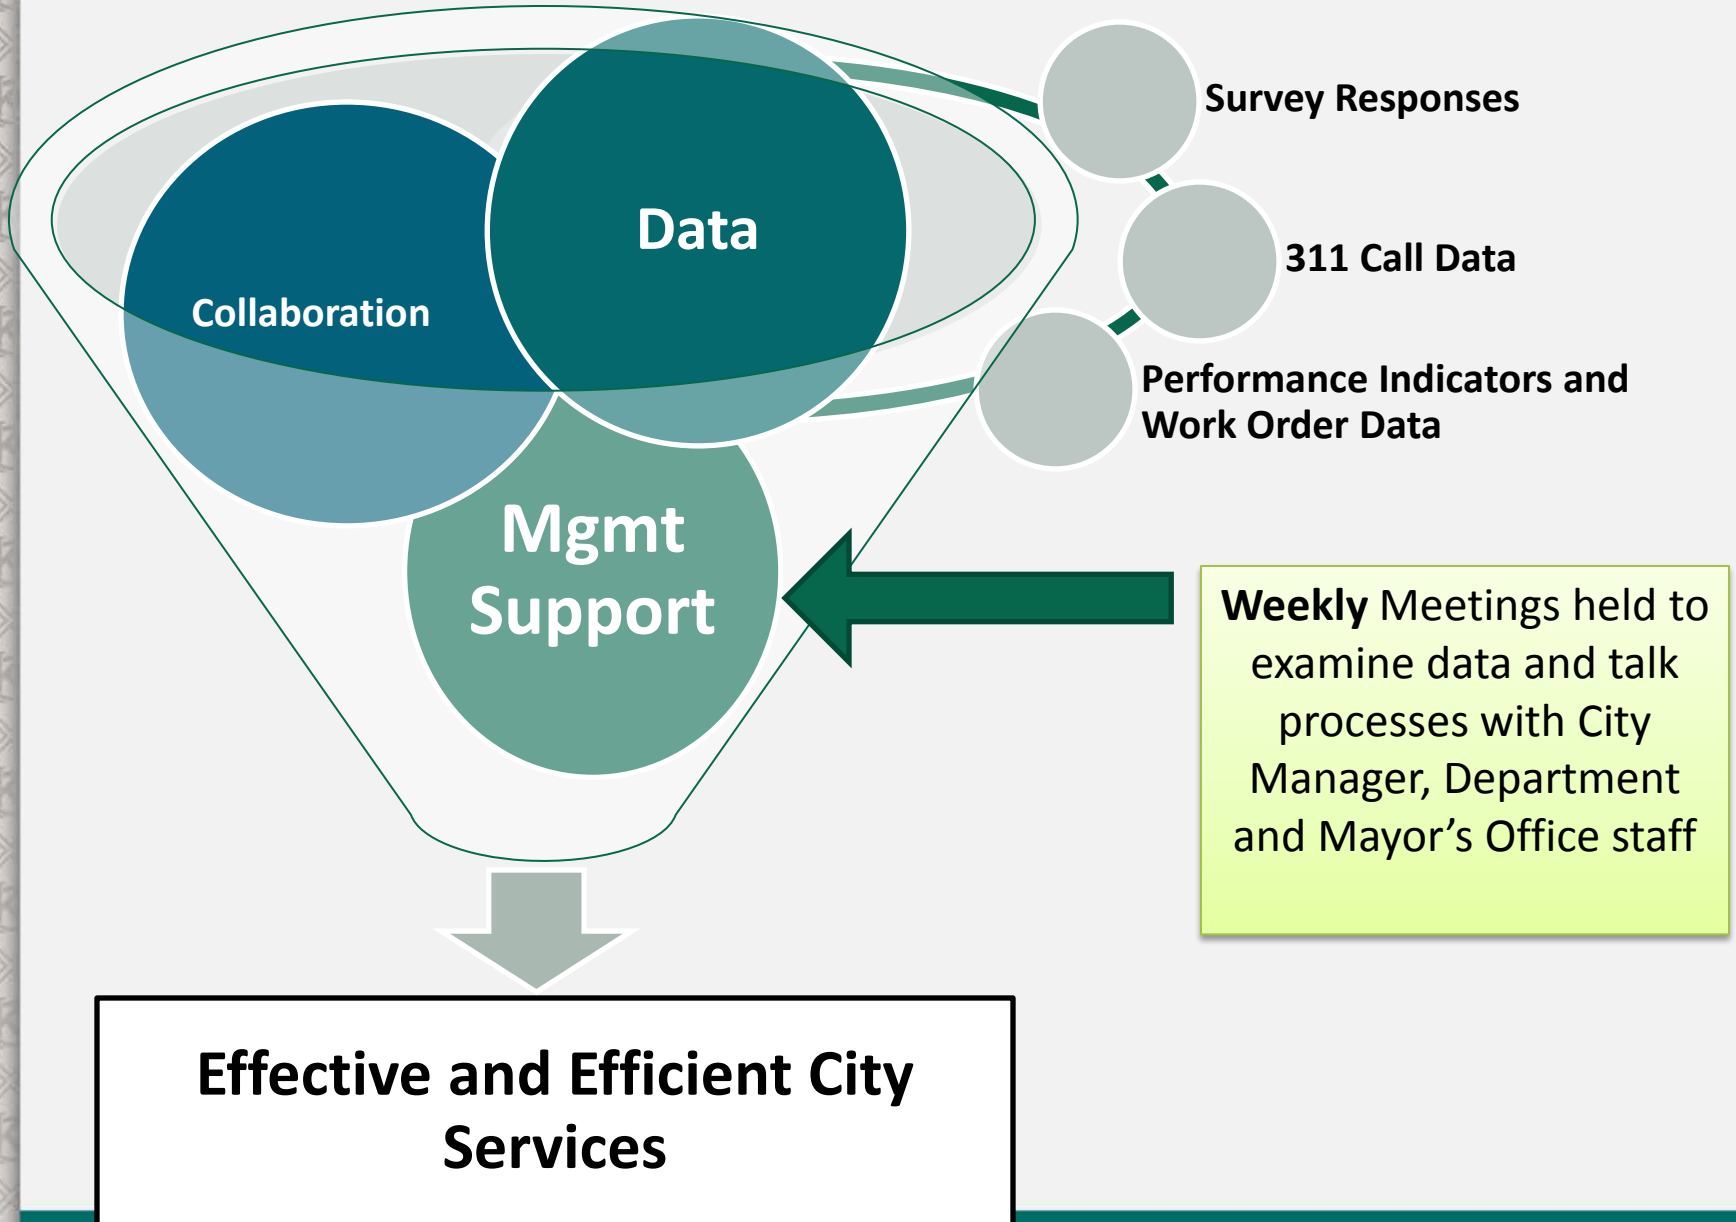 Survey Responses
Data
311 Call Data
Collaboration
Performance Indicators and
Work Order Data
Mgmt
Support
Weekly Meetings held to
examine data and talk
processes with City
Manager, Department
and Mayor’s Office staff
Effective and Efficient City
Services